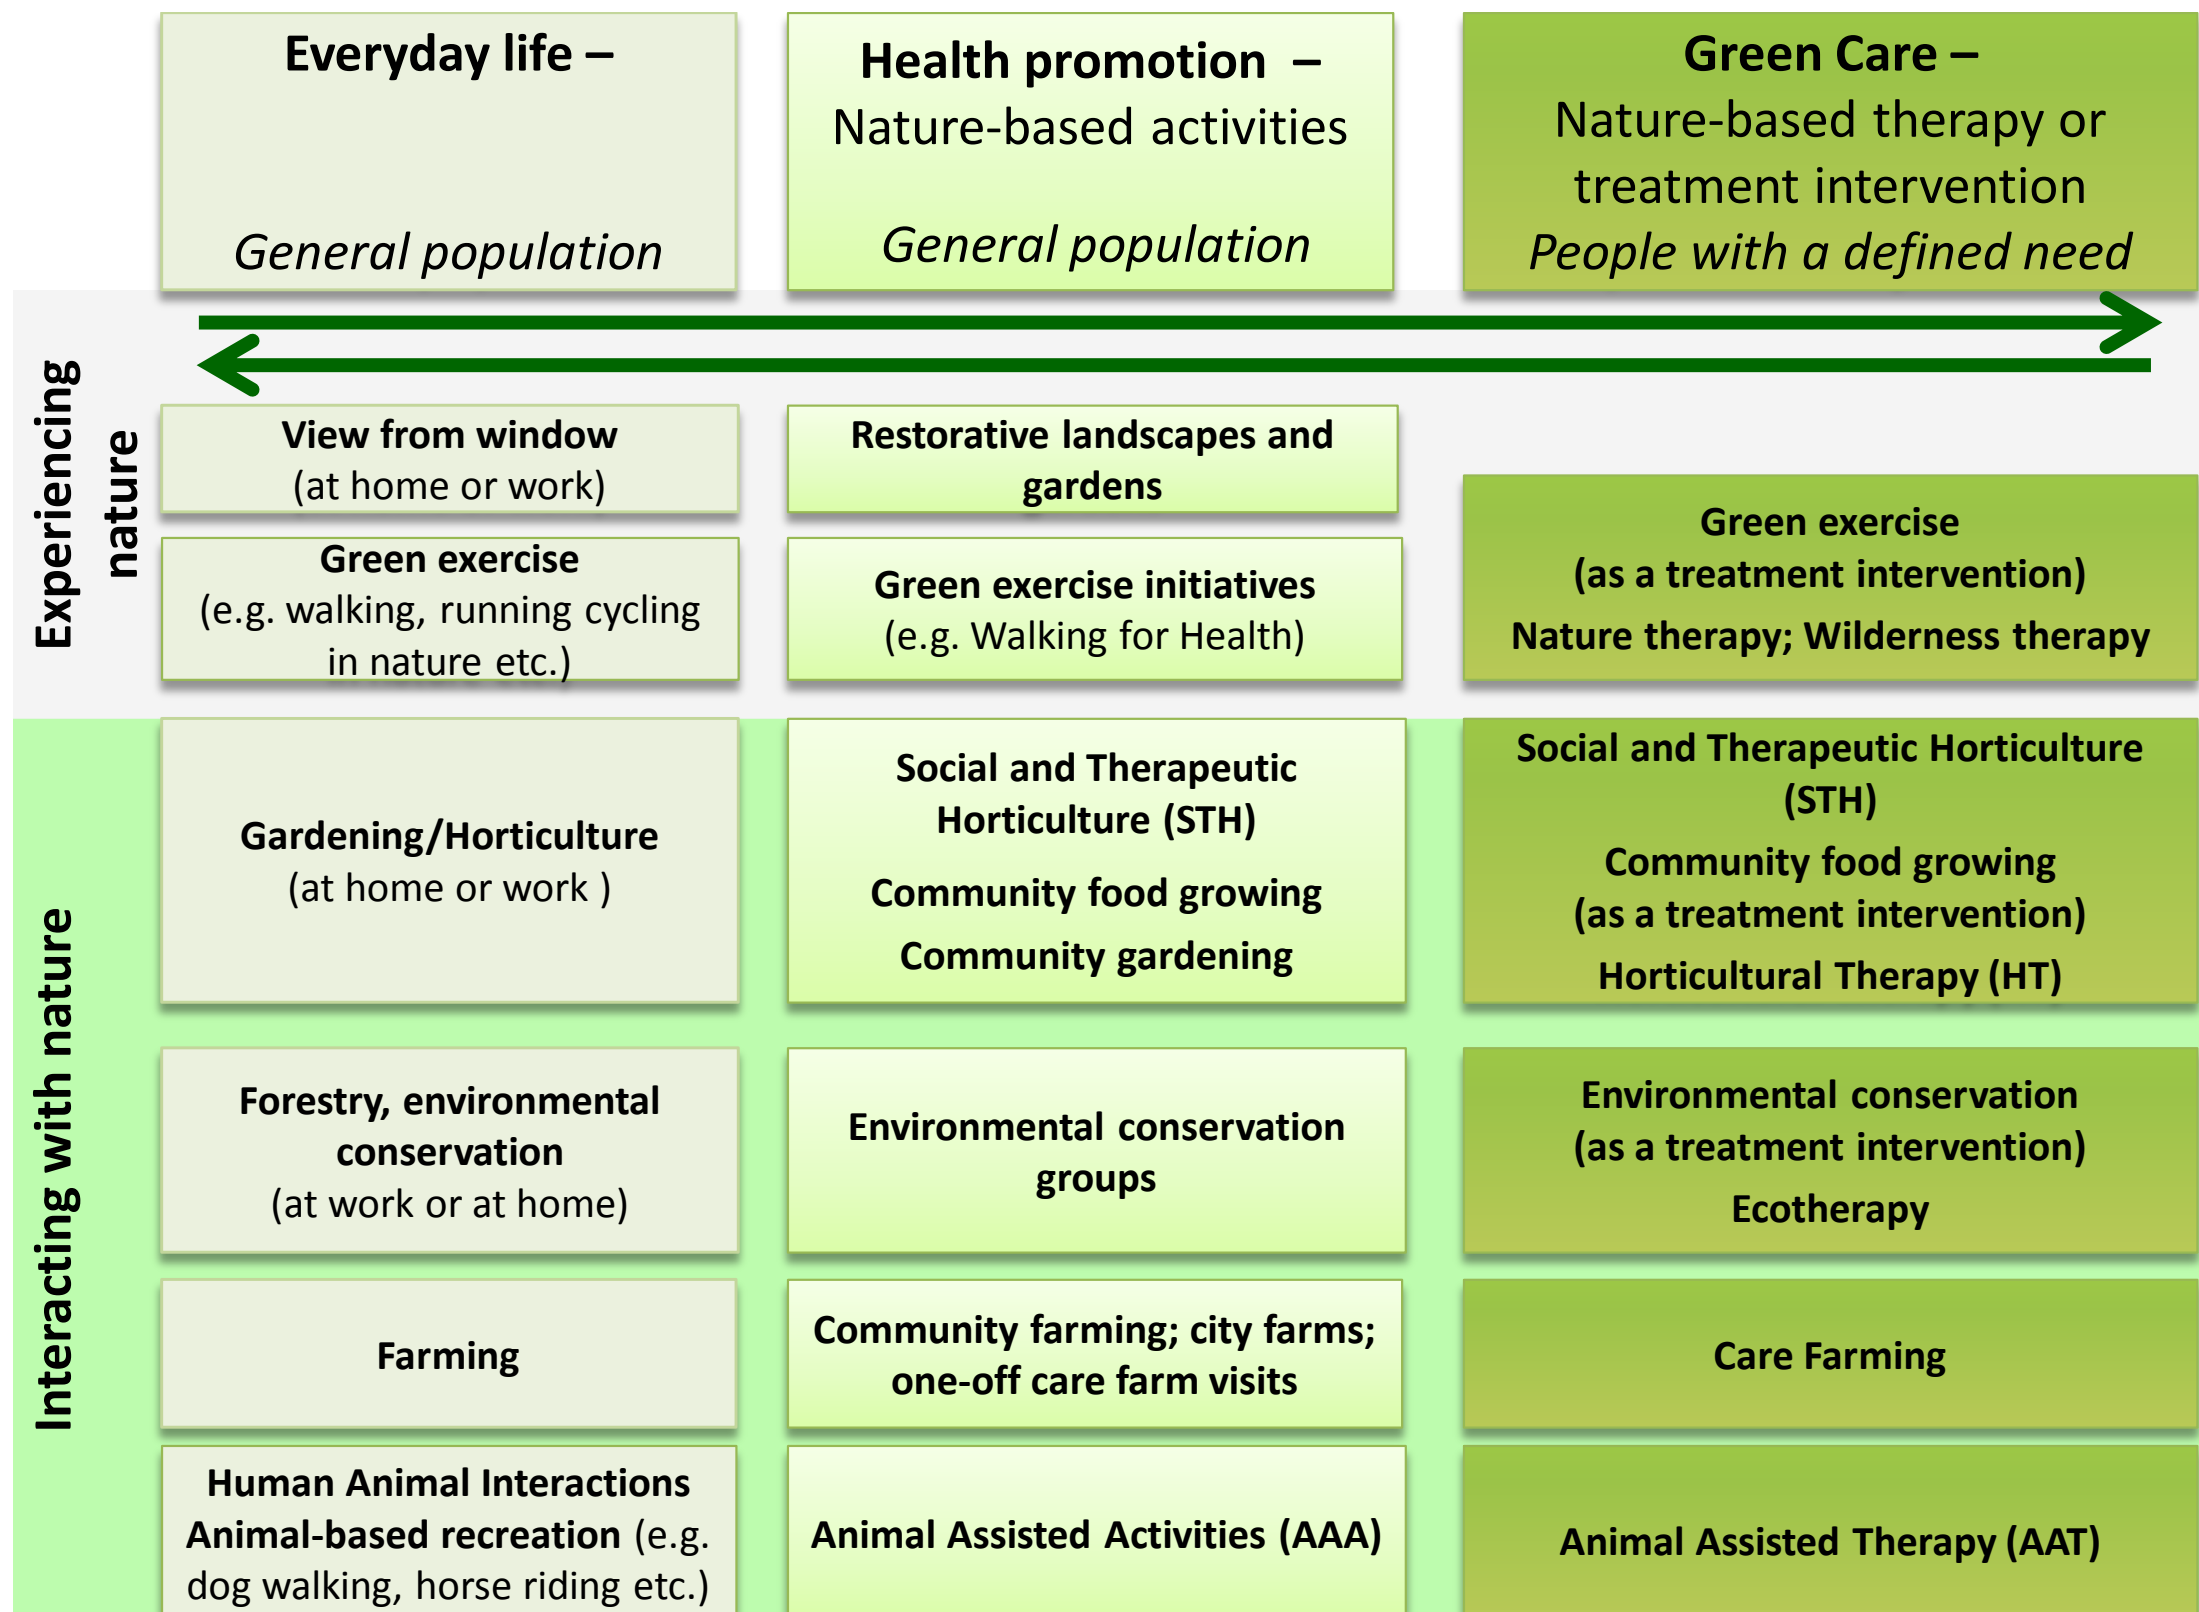 Everyday life –
General population
Health promotion –
Nature-based activities
General population
Green Care –
Nature-based therapy or
treatment intervention
People with a defined need
Experiencing
nature
View from window
(at home or work)
Restorative landscapes and
gardens
Green exercise
(e.g. walking, running cycling
in nature etc.)
Green exercise initiatives
(e.g. Walking for Health)
Green exercise
(as a treatment intervention)
Nature therapy; Wilderness therapy
Interacting with nature
Gardening/Horticulture
(at home or work )
Social and Therapeutic
Horticulture (STH)
Community food growing
Community gardening
Social and Therapeutic Horticulture
(STH)
Community food growing
(as a treatment intervention)
Horticultural Therapy (HT)
Forestry, environmental
conservation
(at work or at home)
Environmental conservation
groups
Environmental conservation
(as a treatment intervention)
Ecotherapy
Farming
Community farming; city farms;
one-off care farm visits
Care Farming
Human Animal Interactions
Animal-based recreation (e.g.
dog walking, horse riding etc.)
Animal Assisted Activities (AAA)
Animal Assisted Therapy (AAT)